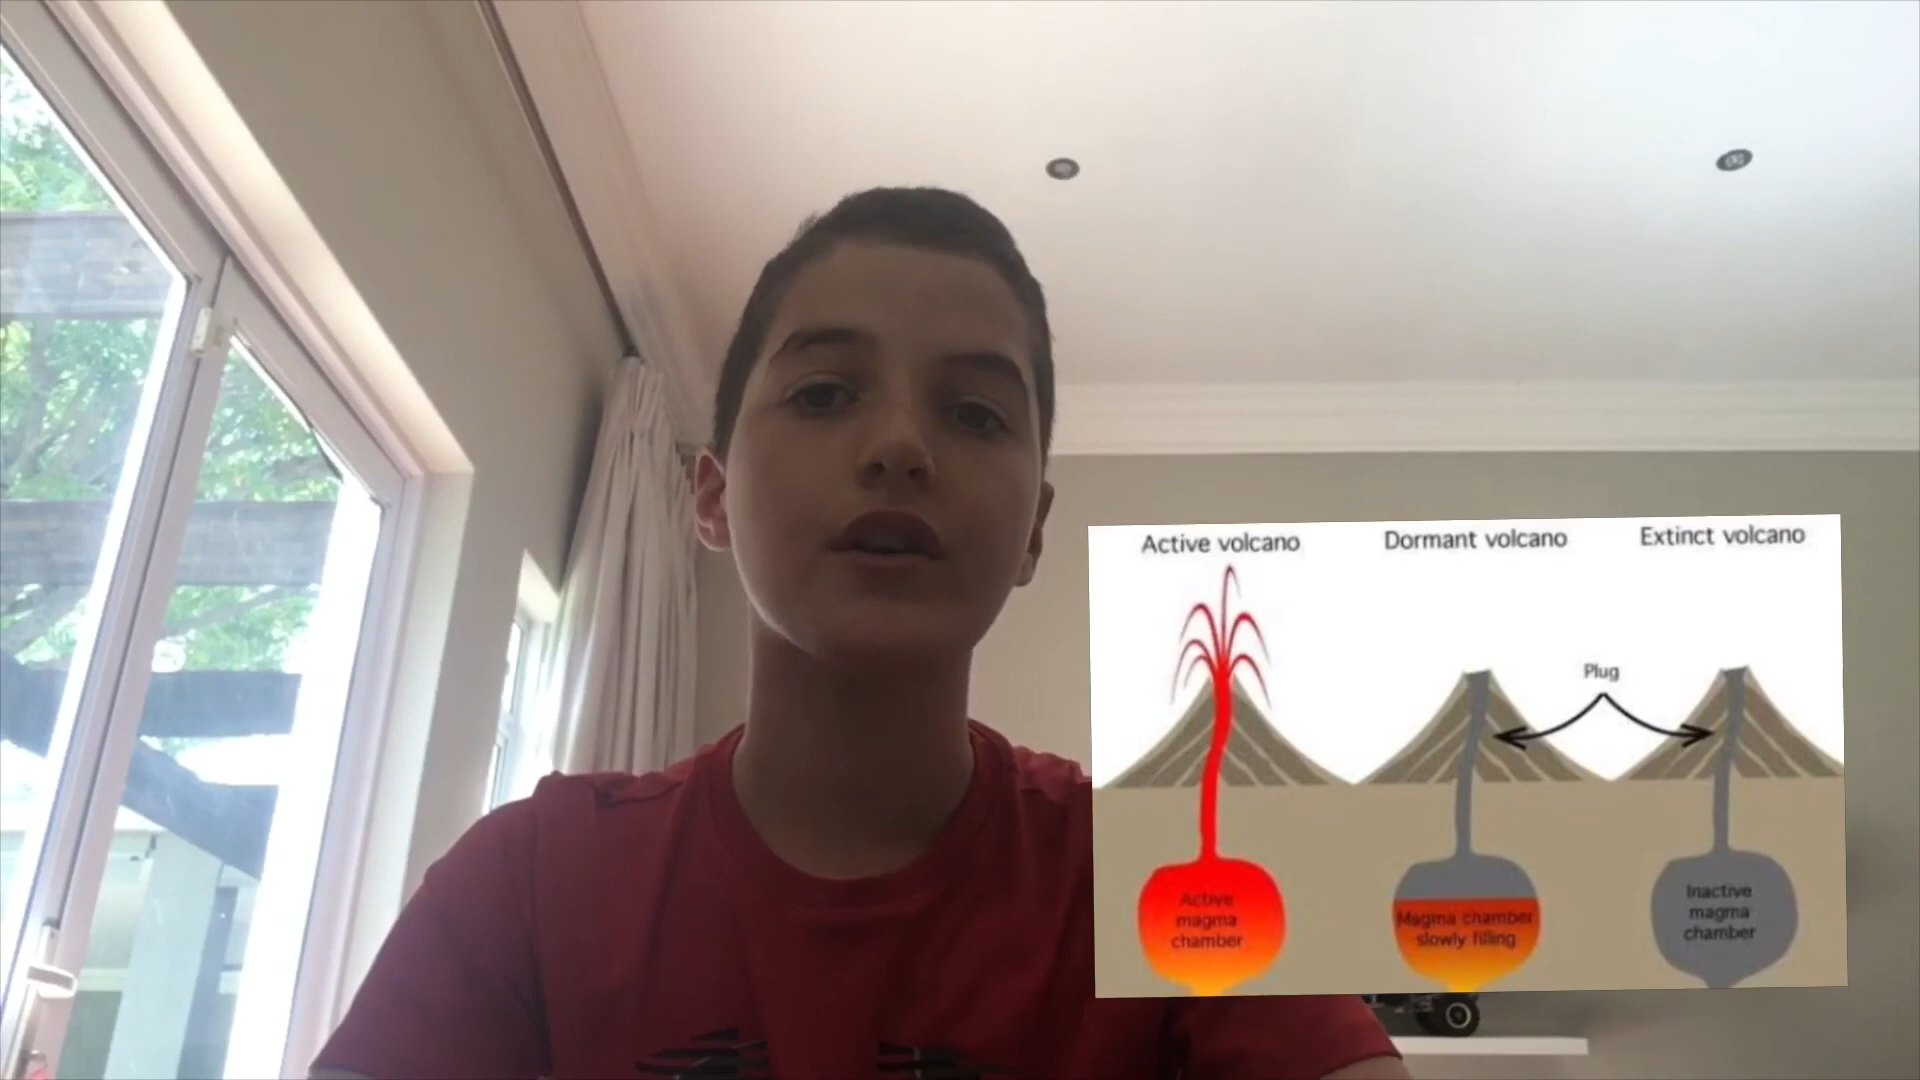 Active volcano
Dormant volcano
Extinct volcano
Plug
Active
magma
chamber
Magma chamber
slowly filling
Inactive
magma
chamber